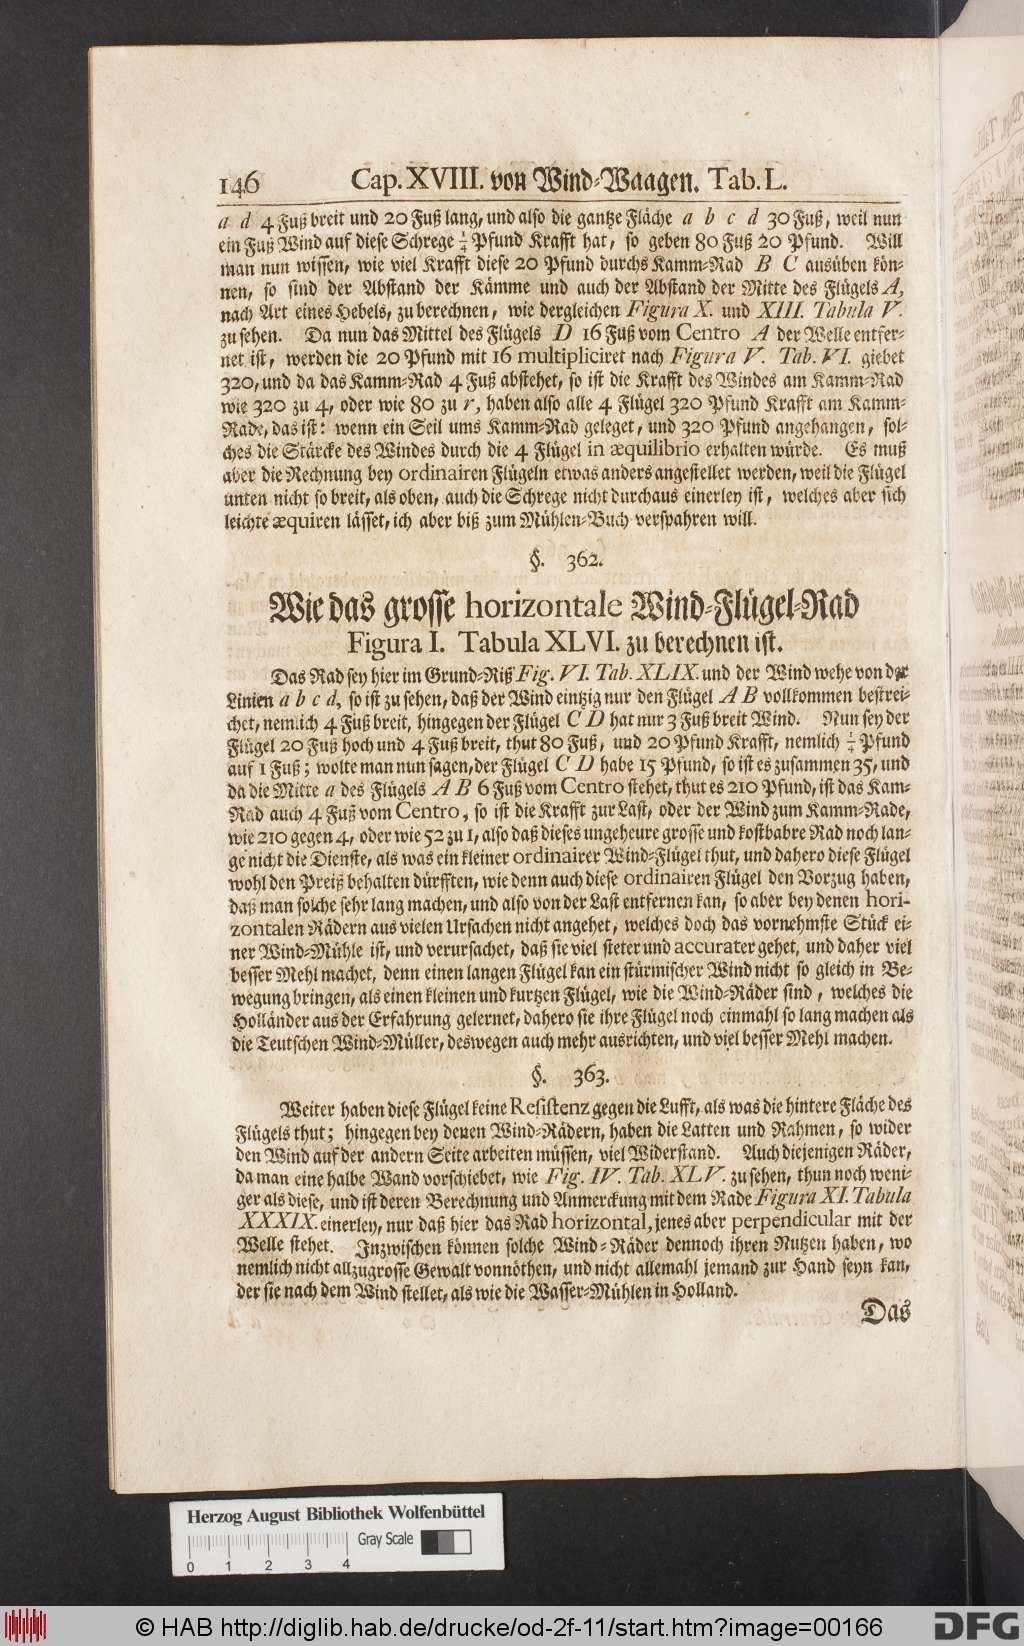 146 Cap. XVIII. von Wind-Waagen. Tab. L.
a d 4 Fuß breit und 20 Fuß lang, und also die gantze Fläche a b c d 30 Fuß, weil nun
ein Fuß Wind auf diese Schrege 1/4 Pfund Krafft hat, so geben 80 Fuß 20 Pfund. Will
man nun wissen, wie viel Krafft diese 20 Pfund durchs Kamm-Rad B C ausüben kön-
nen, so sind der Abstand der Kämme und auch der Abstand der Mitte des Flügels A,
nach Art eines Hebels, zu berechnen, wie dergleichen Figura X. und XIII. Tabula V.
zu sehen. Da nun das Mittel des Flügels D 16 Fuß vom Centro A der Welle entfer-
net ist, werden die 20 Pfund mit 16 multipliciret nach Figura V. Tab. VI. giebet
320, und da das Kamm-Rad 4 Fuß abstehet, so ist die Krafft des Windes am Kamm-Rad
wie 320 zu 4, oder wie 80 zu r, haben also alle 4 Flügel 320 Pfund Krafft am Kamm-
Rade, das ist: wenn ein Seil ums Kamm-Rad geleget, und 320 Pfund angehangen, sol-
ches die Stärcke des Windes durch die 4 Flügel in æquilibrio erhalten würde. Es muß
aber die Rechnung bey ordinairen Flügeln etwas anders angestellet werden, weil die Flügel
unten nicht so breit, als oben, auch die Schrege nicht durchaus einerley ist, welches aber sich
leichte æquiren lässet, ich aber biß zum Mühlen-Buch verspahren will.
§. 362.
Wie das grosse horizontale Wind-Flügel-Rad
Figura I. Tabula XLVI. zu berechnen ist.
Das Rad sey hier im Grund-Riß Fig. VI. Tab. XLIX. und der Wind wehe von der
Linien a b c d, so ist zu sehen, daß der Wind eintzig nur den Flügel A B vollkommen bestrei-
chet, nemlich 4 Fuß breit, hingegen der Flügel C D hat nur 3 Fuß breit Wind. Nun sey der
Flügel 20 Fuß hoch und 4 Fuß breit, thut 80 Fuß, und 20 Pfund Krafft, nemlich 1/4 Pfund
auf 1 Fuß; wolte man nun sagen, der Flügel C D habe 15 Pfund, so ist es zusammen 35, und
da die Mitte a des Flügels A B 6 Fuß vom Centro stehet, thut es 210 Pfund, ist das Kam-
Rad auch 4 Fuß vom Centro, so ist die Krafft zur Last, oder der Wind zum Kamm-Rade,
wie 210 gegen 4, oder wie 52 zu 1, also daß dieses ungeheure grosse und kostbahre Rad noch lan-
ge nicht die Dienste, als was ein kleiner ordinairer Wind-Flügel thut, und dahero diese Flügel
wohl den Preiß behalten dürfften, wie denn auch diese ordinairen Flügel den Vorzug haben,
daß man solche sehr lang machen, und also von der Last entfernen kan, so aber bey denen hori-
zontalen Rädern aus vielen Ursachen nicht angehet, welches doch das vornehmste Stück ei-
ner Wind-Mühle ist, und verursachet, daß sie viel steter und accurater gehet, und daher viel
besser Mehl machet, denn einen langen Flügel kan ein stürmischer Wind nicht so gleich in Be-
wegung bringen, als einen kleinen und kurtzen Flügel, wie die Wind-Räder sind, welches die
Holländer aus der Erfahrung gelernet, dahero sie ihre Flügel noch einmahl so lang machen als
die Teutschen Wind-Müller, deswegen auch mehr ausrichten, und viel besser Mehl machen.
§. 363.
Weiter haben diese Flügel keine Resistenz gegen die Lufft, als was die hintere Fläche des
Flügels thut; hingegen bey denen Wind-Rädern, haben die Latten und Rahmen, so wider
den Wind auf der andern Seite arbeiten müssen, viel Widerstand. Auch diejenigen Räder,
da man eine halbe Wand vorschiebet, wie Fig. IV. Tab. XLV. zu sehen, thun noch weni-
ger als diese, und ist deren Berechnung und Anmerckung mit dem Rade Figura XI. Tabula
XXXIX. einerley, nur daß hier das Rad horizontal, jenes aber perpendicular mit der
Welle stehet. Inzwischen können solche Wind-Räder dennoch ihren Nutzen haben, wo
nemlich nicht allzugrosse Gewalt vonnöthen, und nicht allemahl jemand zur Hand seyn kan,
der sie nach dem Wind stellet, als wie die Wasser-Mühlen in Holland.
Das
Herzog August Bibliothek Wolfenbüttel
Gray Scale
0 1 2 3 4
© HAB http://diglib.hab.de/drucke/od-2f-11/start.htm?image=00166
DFG